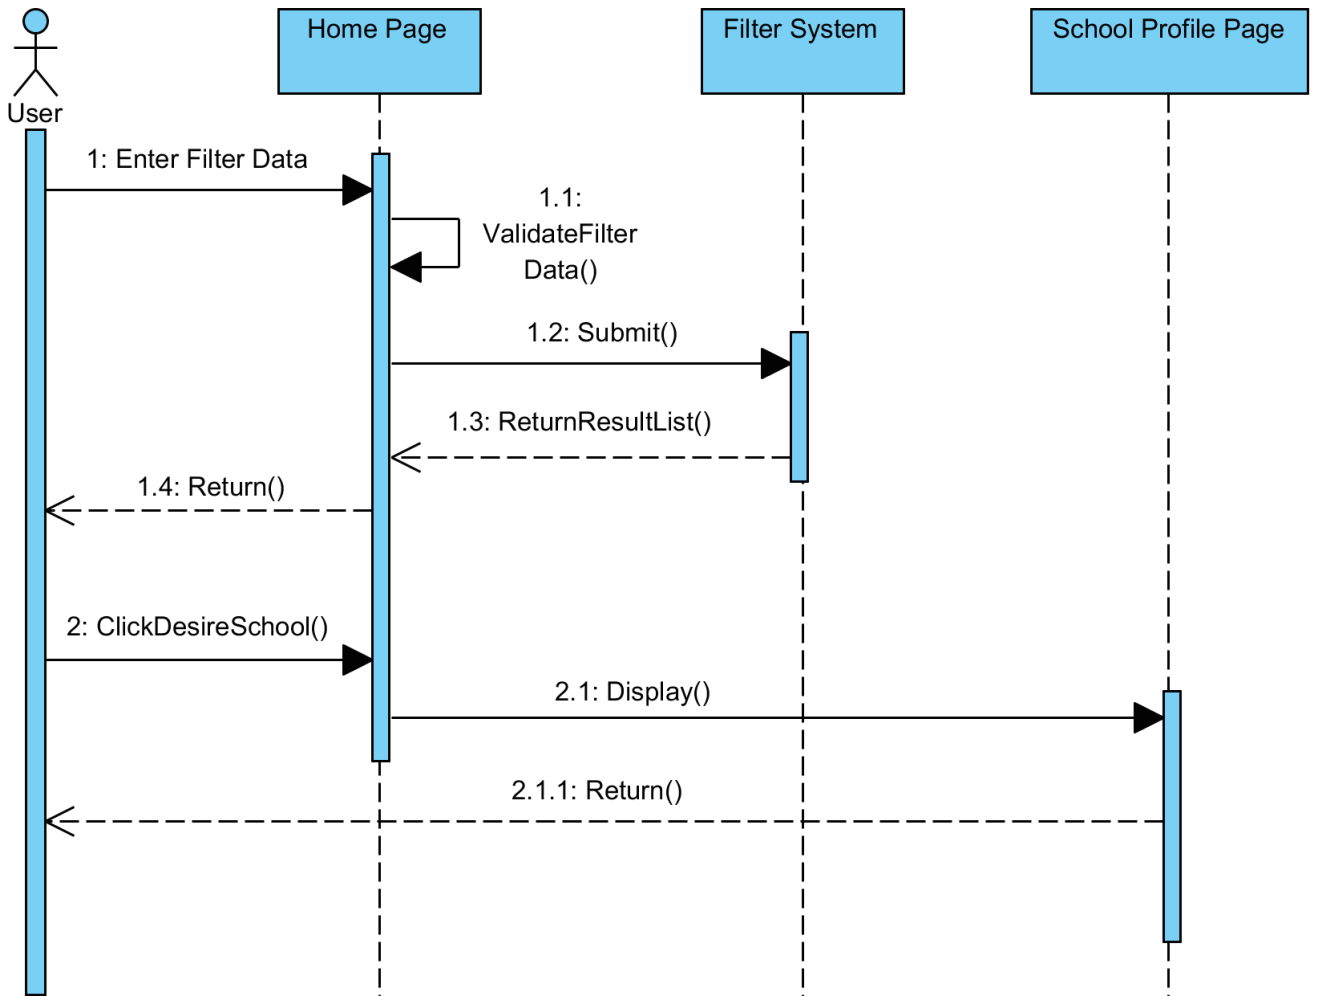 Home Page
Filter System
School Profile Page
User
1: Enter Filter Data
1.1:
ValidateFilter
Data()
1.2: Submit()
1.3: ReturnResultList()
1.4: Return()
2: ClickDesireSchool()
2.1: Display()
2.1.1: Return()